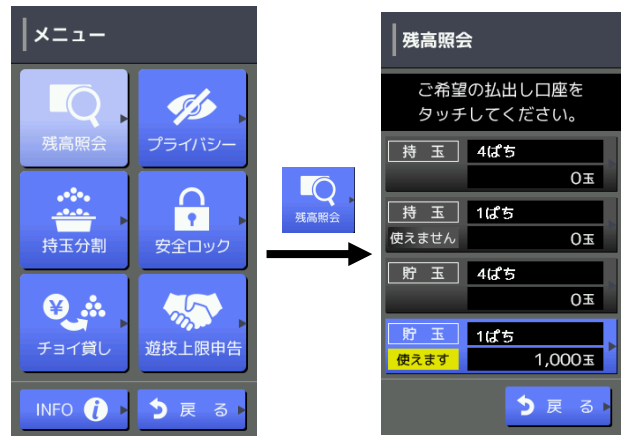 メニュー
残高照会
プライバシー
持玉分割
安全ロック
¥
チョイ貸し
遊技上限申告
INFO i
戻 る
残高照会
残高照会
ご希望の払出し口座を
タッチしてください。
持 玉 4ぱち
0玉
持 玉 1ぱち
使えません 0玉
貯 玉 4ぱち
0玉
貯 玉 1ぱち
使えます 1,000玉
戻 る